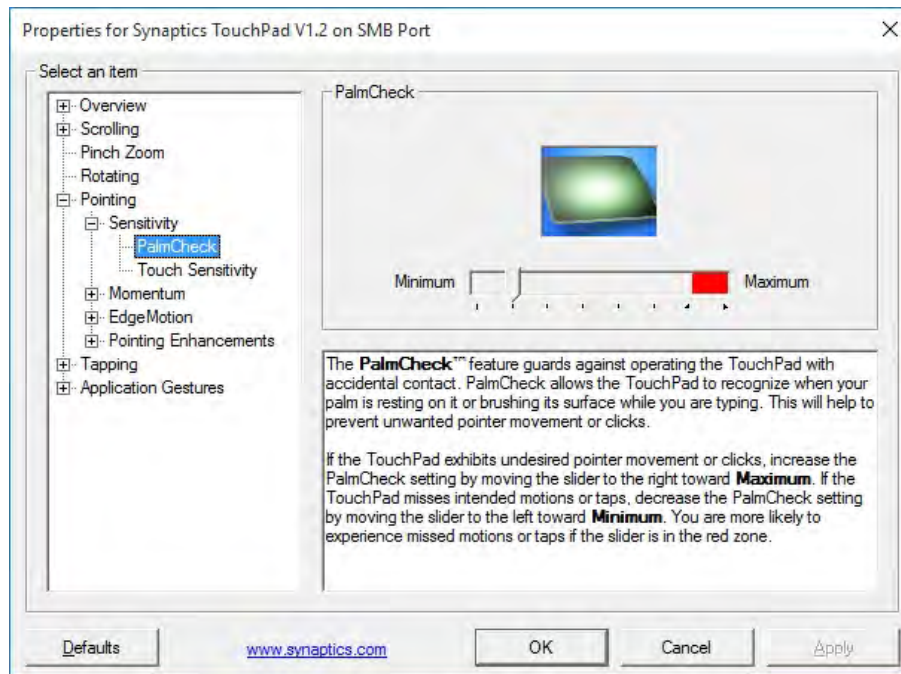 Properties for Synaptics TouchPad V1.2 on SMB Port
Select an item
Overview
Scrolling
Pinch Zoom
Rotating
Pointing
Sensitivity
PalmCheck
Touch Sensitivity
Momentum
EdgeMotion
Pointing Enhancements
Tapping
Application Gestures
PalmCheck
Minimum
Maximum
The PalmCheck™ feature guards against operating the TouchPad with
accidental contact. PalmCheck allows the TouchPad to recognize when your
palm is resting on it or brushing its surface while you are typing. This will help to
prevent unwanted pointer movement or clicks.
If the TouchPad exhibits undesired pointer movement or clicks, increase the
PalmCheck setting by moving the slider to the right toward Maximum. If the
TouchPad misses intended motions or taps, decrease the PalmCheck setting
by moving the slider to the left toward Minimum. You are more likely to
experience missed motions or taps if the slider is in the red zone.
Defaults
www.synaptics.com
OK
Cancel
Apply